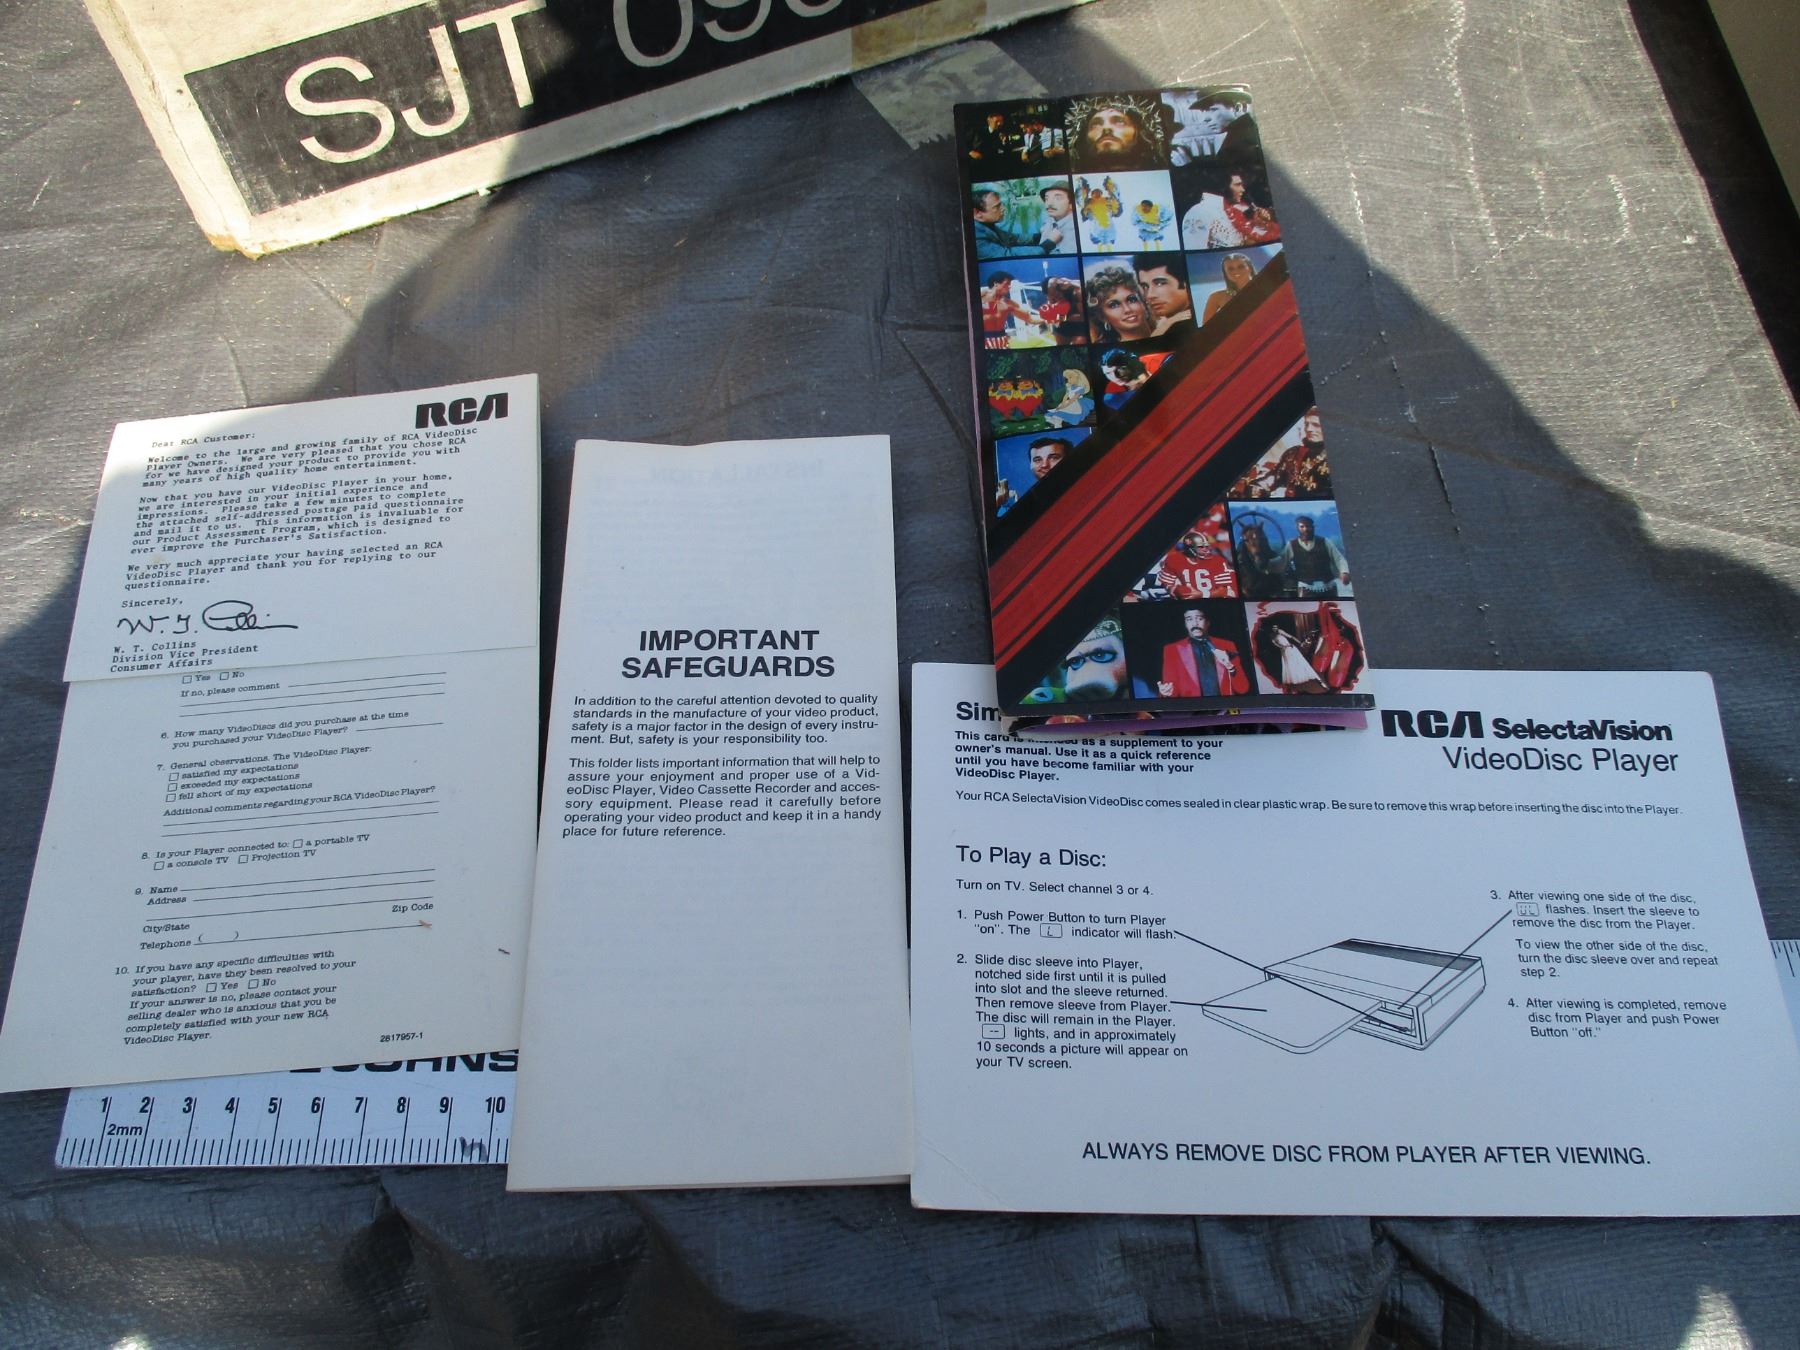 SJT 09
RCA
Dear RCA Customer:
Welcome to the large and growing family of RCA VideoDisc
Player Owners. We are very pleased that you chose RCA
for we have designed your product to provide you with
many years of high quality home entertainment.
Now that you have our VideoDisc Player in your home,
we are interested in your initial experience and
impressions. Please take a few minutes to complete
the attached self-addressed postage paid questionnaire
and mail it to us. This information is invaluable for
our Product Assessment Program, which is designed to
ever improve the Purchaser's Satisfaction.
We very much appreciate your having selected an RCA
VideoDisc Player and thank you for replying to our
questionnaire.
Sincerely,
W. T. Collins
W. T. Collins
Division Vice President
Consumer Affairs
Yes No
If no, please comment
6. How many VideoDiscs did you purchase at the time
you purchased your VideoDisc Player?
7. General observations. The VideoDisc Player:
satisfied my expectations
exceeded my expectations
fell short of my expectations
Additional comments regarding your RCA VideoDisc Player?
8. Is your Player connected to: a portable TV
a console TV Projection TV
9. Name
Address
Zip Code
City/State
Telephone ( )
10. If you have any specific difficulties with
your player, have they been resolved to your
satisfaction? Yes No
If your answer is no, please contact your
selling dealer who is anxious that you be
completely satisfied with your new RCA
VideoDisc Player.
2817957-1
1 2 3 4 5 6 7 8 9 10
2mm
IMPORTANT
SAFEGUARDS
In addition to the careful attention devoted to quality
standards in the manufacture of your video product,
safety is a major factor in the design of every instru-
ment. But, safety is your responsibility too.
This folder lists important information that will help to
assure your enjoyment and proper use of a Vid-
eoDisc Player, Video Cassette Recorder and acces-
sory equipment. Please read it carefully before
operating your video product and keep it in a handy
place for future reference.
16
Sim
RCA SelectaVision
VideoDisc Player
This card is intended as a supplement to your
owner's manual. Use it as a quick reference
until you have become familiar with your
VideoDisc Player.
Your RCA SelectaVision VideoDisc comes sealed in clear plastic wrap. Be sure to remove this wrap before inserting the disc into the Player.
To Play a Disc:
Turn on TV. Select channel 3 or 4.
1. Push Power Button to turn Player
"on". The L indicator will flash.
2. Slide disc sleeve into Player,
notched side first until it is pulled
into slot and the sleeve returned.
Then remove sleeve from Player.
The disc will remain in the Player.
-- lights, and in approximately
10 seconds a picture will appear on
your TV screen.
3. After viewing one side of the disc,
UL flashes. Insert the sleeve to
remove the disc from the Player.
To view the other side of the disc,
turn the disc sleeve over and repeat
step 2.
4. After viewing is completed, remove
disc from Player and push Power
Button "off."
ALWAYS REMOVE DISC FROM PLAYER AFTER VIEWING.